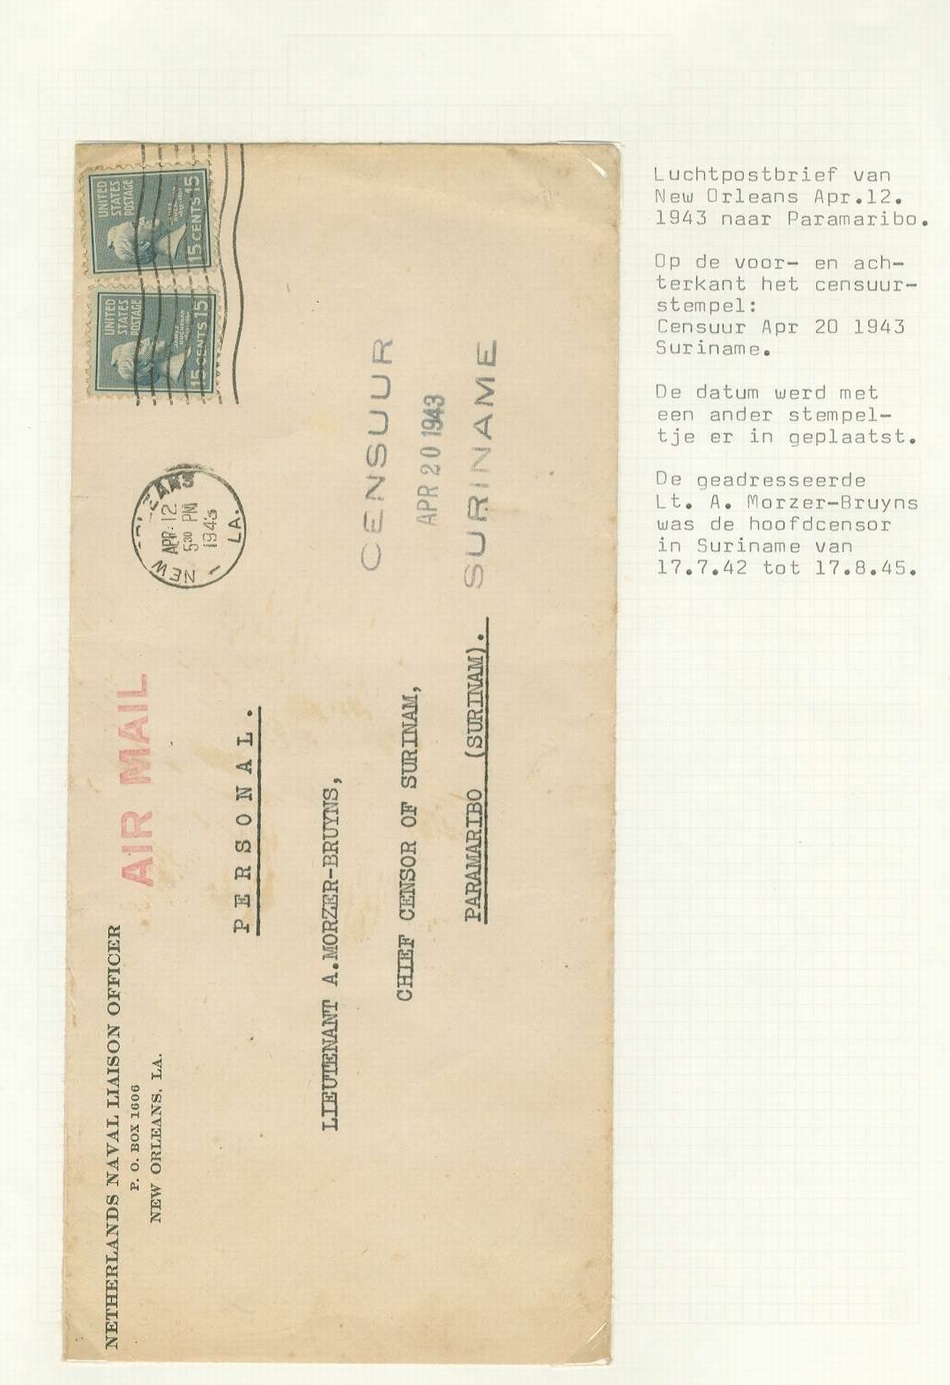 NETHERLANDS NAVAL LIAISON OFFICER
P. O. BOX 1606
NEW ORLEANS, LA.
AIR MAIL
NEW ORLEANS
APR 12
5 30 PM
1943
LA.
UNITED
STATES
POSTAGE
15 CENTS 15
UNITED
STATES
POSTAGE
15 CENTS 15
PERSONAL.
LIEUTENANT A.MORZER-BRUYNS,
CHIEF CENSOR OF SURINAM,
PARAMARIBO (SURINAM).
CENSUUR
APR 20 1943
SURINAME
Luchtpostbrief van
New Orleans Apr.12.
1943 naar Paramaribo.
Op de voor- en ach-
terkant het censuur-
stempel:
Censuur Apr 20 1943
Suriname.
De datum werd met
een ander stempel-
tje er in geplaatst.
De geadresseerde
Lt. A. Morzer-Bruyns
was de hoofdcensor
in Suriname van
17.7.42 tot 17.8.45.